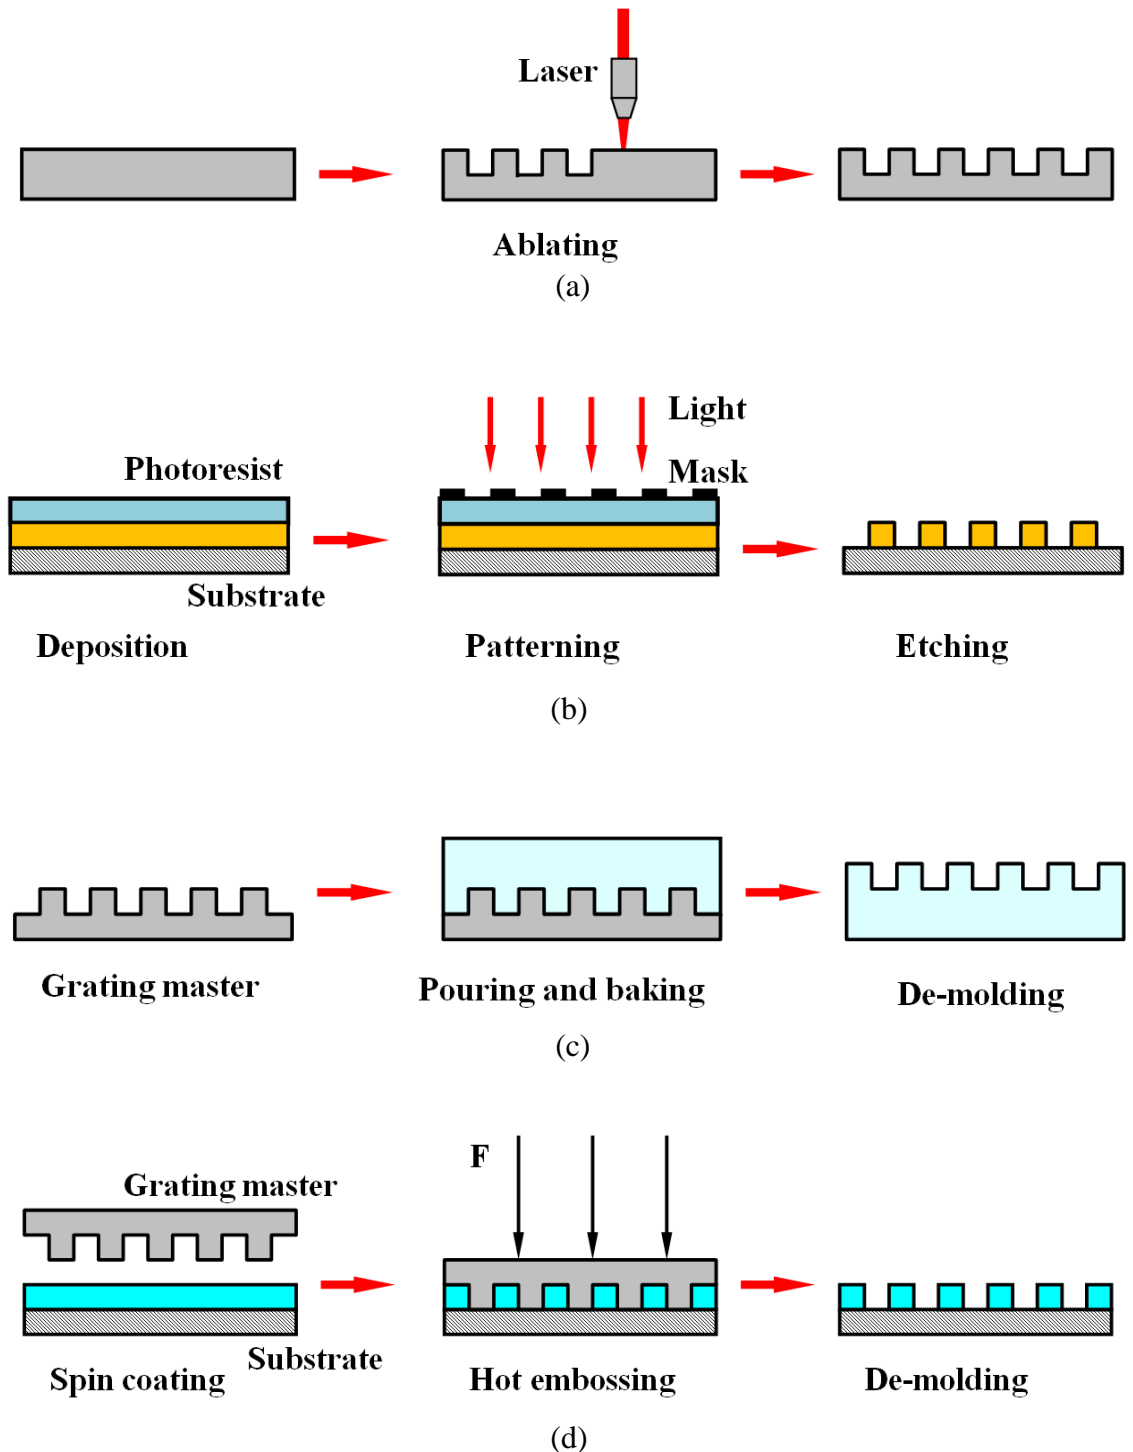 Laser
Ablating
(a)
Light
Photoresist
Mask
Substrate
Deposition
Patterning
Etching
(b)
Grating master
Pouring and baking
De-molding
(c)
F
Grating master
Substrate
Spin coating
Hot embossing
De-molding
(d)